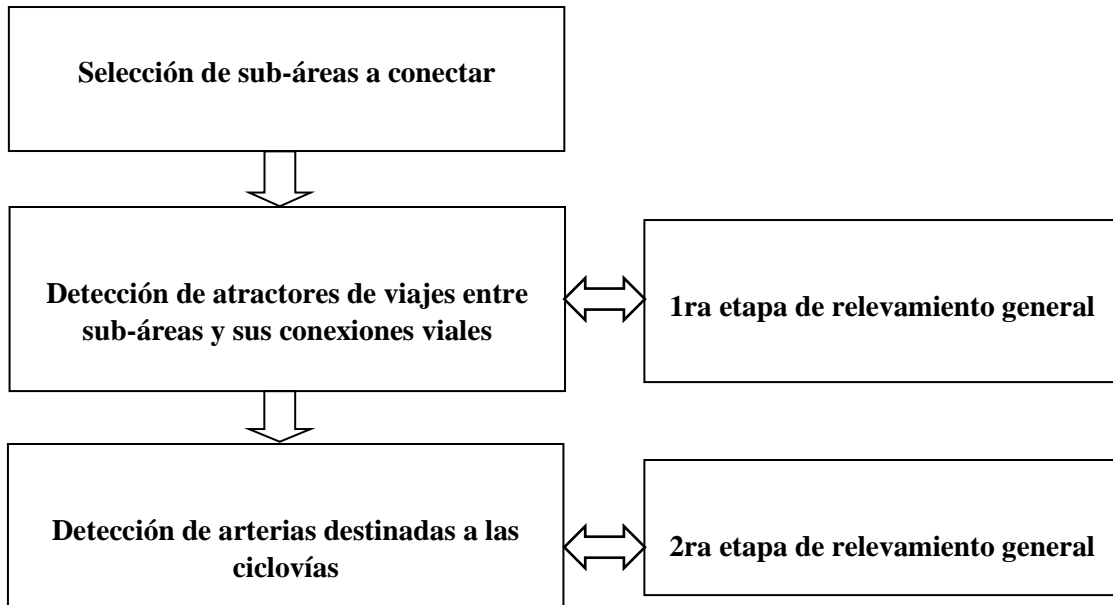 Selección de sub-áreas a conectar
Detección de atractores de viajes entre
sub-áreas y sus conexiones viales
1ra etapa de relevamiento general
Detección de arterias destinadas a las
ciclovías
2ra etapa de relevamiento general